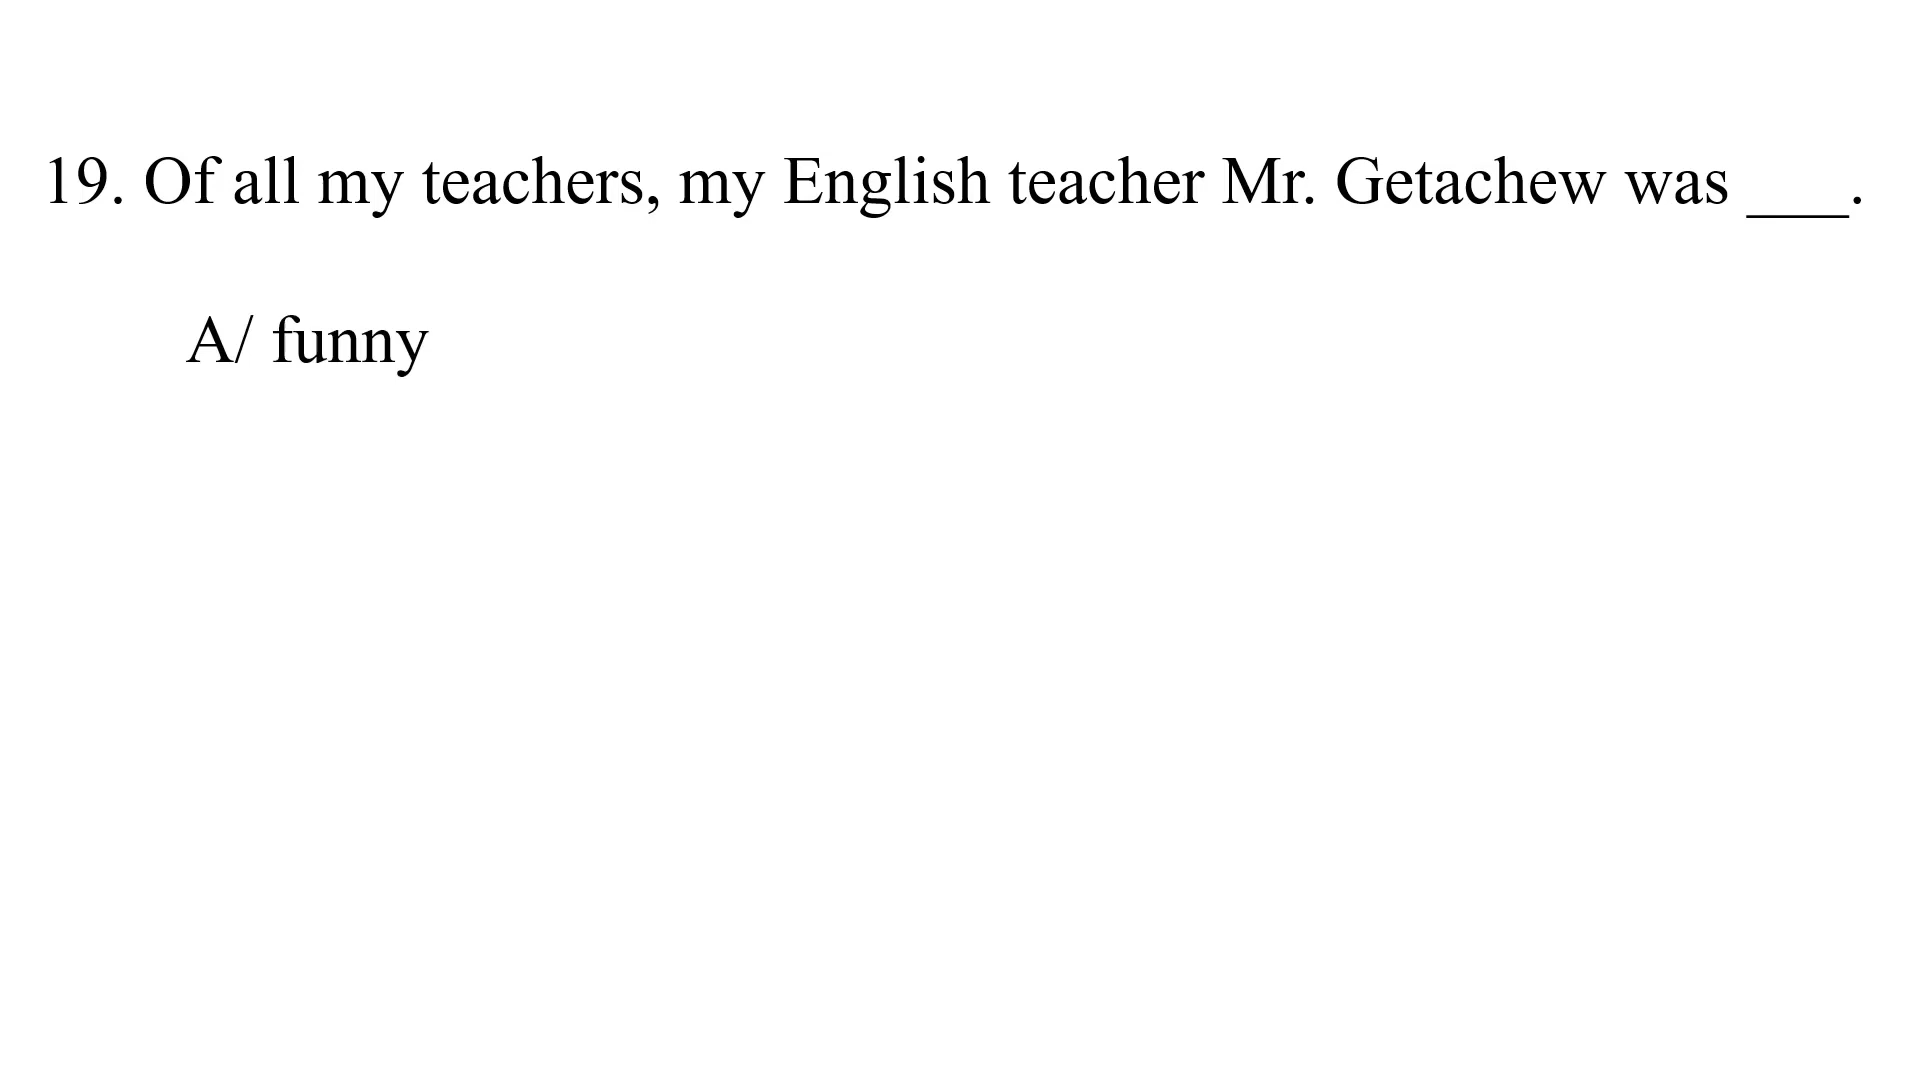 19. Of all my teachers, my English teacher Mr. Getachew was ___.
A/ funny